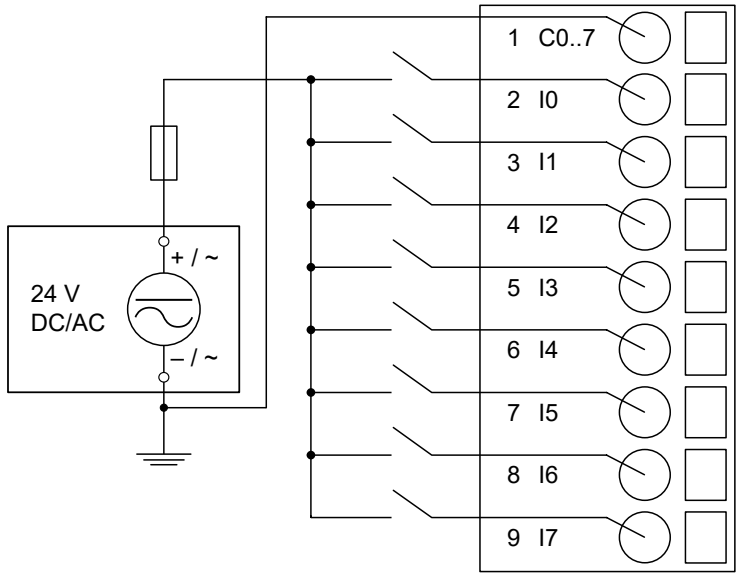 1 C0..7
2 I0
3 I1
4 I2
5 I3
6 I4
7 I5
8 I6
9 I7
+ / ~
24 V
DC/AC
– / ~